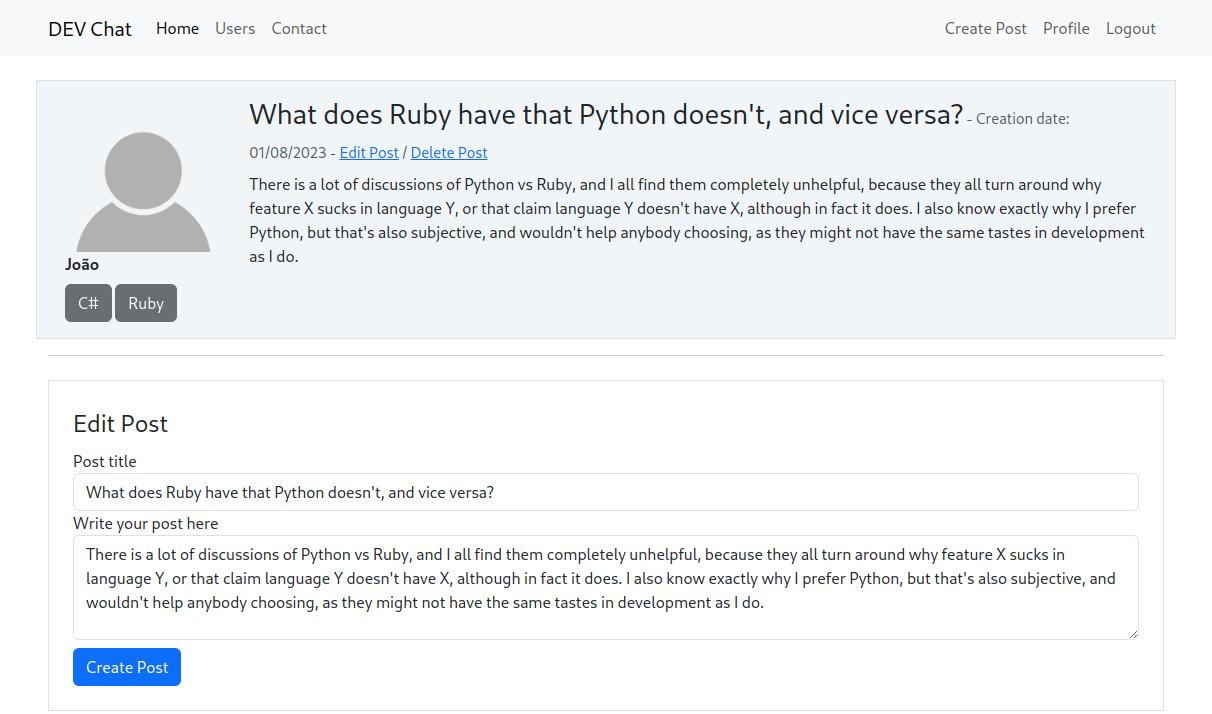 DEV Chat Home Users Contact Create Post Profile Logout
What does Ruby have that Python doesn't, and vice versa? - Creation date:
01/08/2023 - Edit Post / Delete Post
There is a lot of discussions of Python vs Ruby, and I all find them completely unhelpful, because they all turn around why
feature X sucks in language Y, or that claim language Y doesn't have X, although in fact it does. I also know exactly why I prefer
Python, but that's also subjective, and wouldn't help anybody choosing, as they might not have the same tastes in development
as I do.
João
C# Ruby
Edit Post
Post title
What does Ruby have that Python doesn't, and vice versa?
Write your post here
There is a lot of discussions of Python vs Ruby, and I all find them completely unhelpful, because they all turn around why feature X sucks in
language Y, or that claim language Y doesn't have X, although in fact it does. I also know exactly why I prefer Python, but that's also subjective, and
wouldn't help anybody choosing, as they might not have the same tastes in development as I do.
Create Post